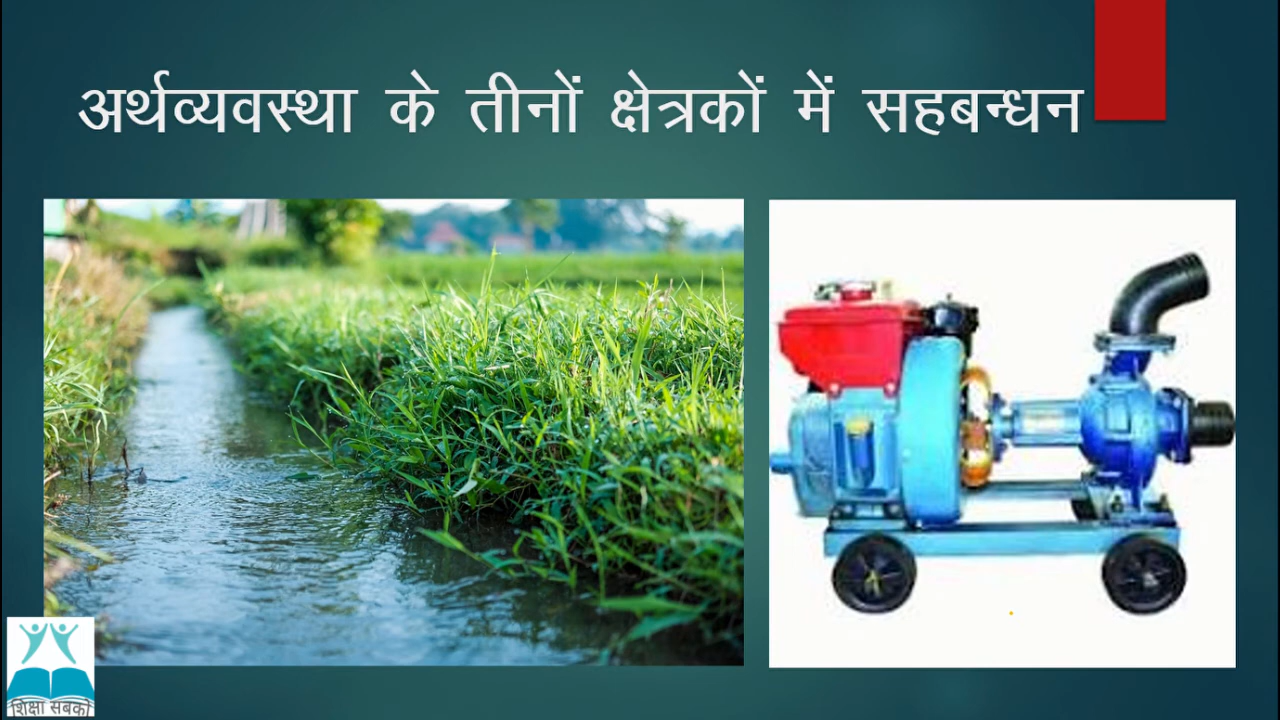 अर्थव्यवस्था के तीनों क्षेत्रकों में सहबन्धन
शिक्षा सबको